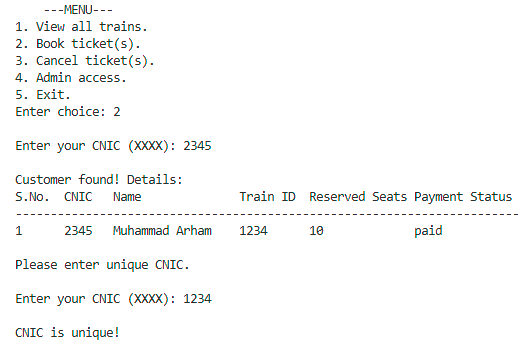 ---MENU---
1. View all trains.
2. Book ticket(s).
3. Cancel ticket(s).
4. Admin access.
5. Exit.
Enter choice: 2
Enter your CNIC (XXXX): 2345
Customer found! Details:
S.No. CNIC Name Train ID Reserved Seats Payment Status
------------------------------------------------------------------------
1 2345 Muhammad Arham 1234 10 paid
Please enter unique CNIC.
Enter your CNIC (XXXX): 1234
CNIC is unique!